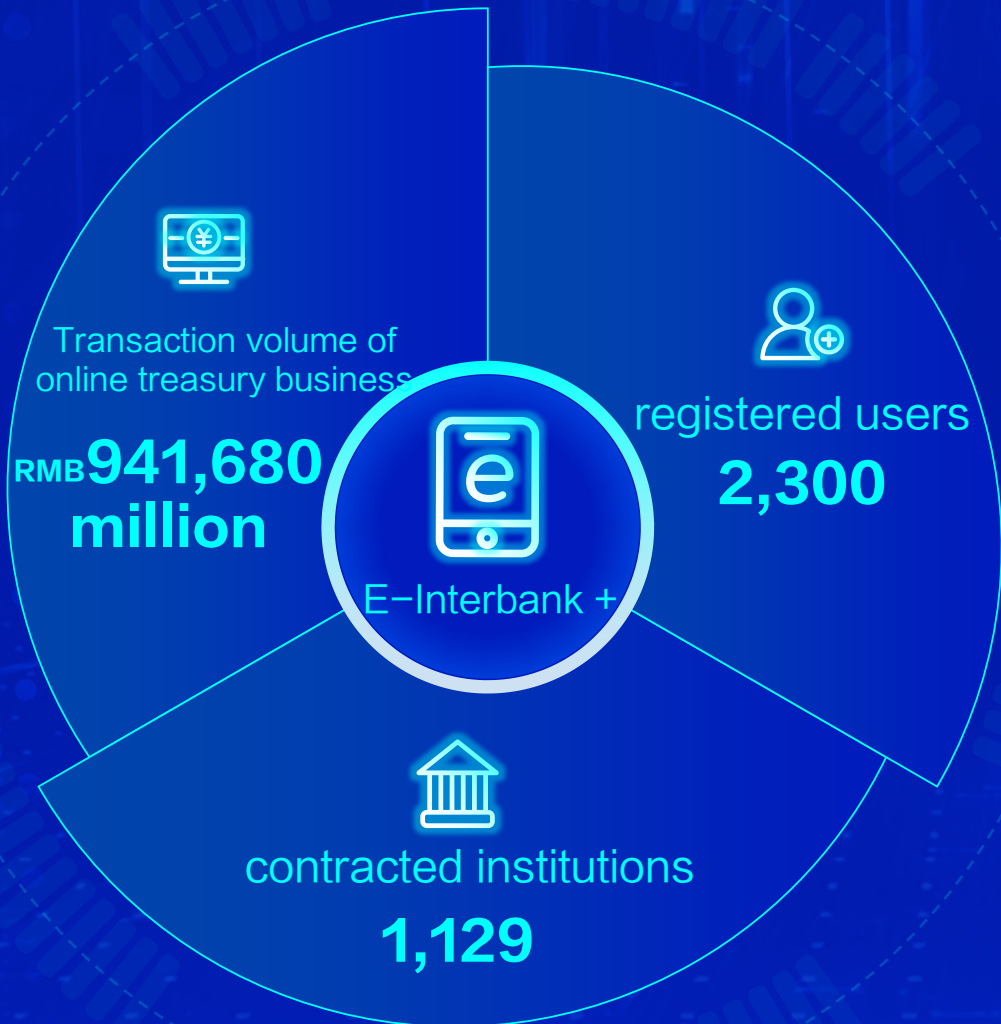 Transaction volume of
online treasury business
RMB941,680
million
registered users
2,300
e
E-Interbank +
contracted institutions
1,129